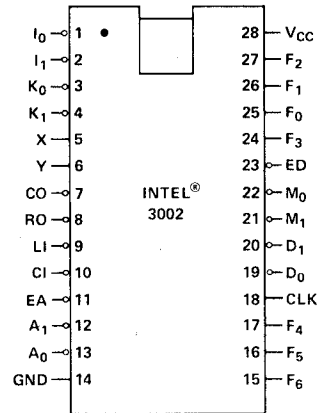 I₀ 1 28 VCC
I₁ 2 27 F₂
K₀ 3 26 F₁
K₁ 4 25 F₀
X 5 24 F₃
Y 6 23 ED
CO 7 INTEL® 22 M₀
RO 8 3002 21 M₁
LI 9 20 D₁
CI 10 19 D₀
EA 11 18 CLK
A₁ 12 17 F₄
A₀ 13 16 F₅
GND 14 15 F₆